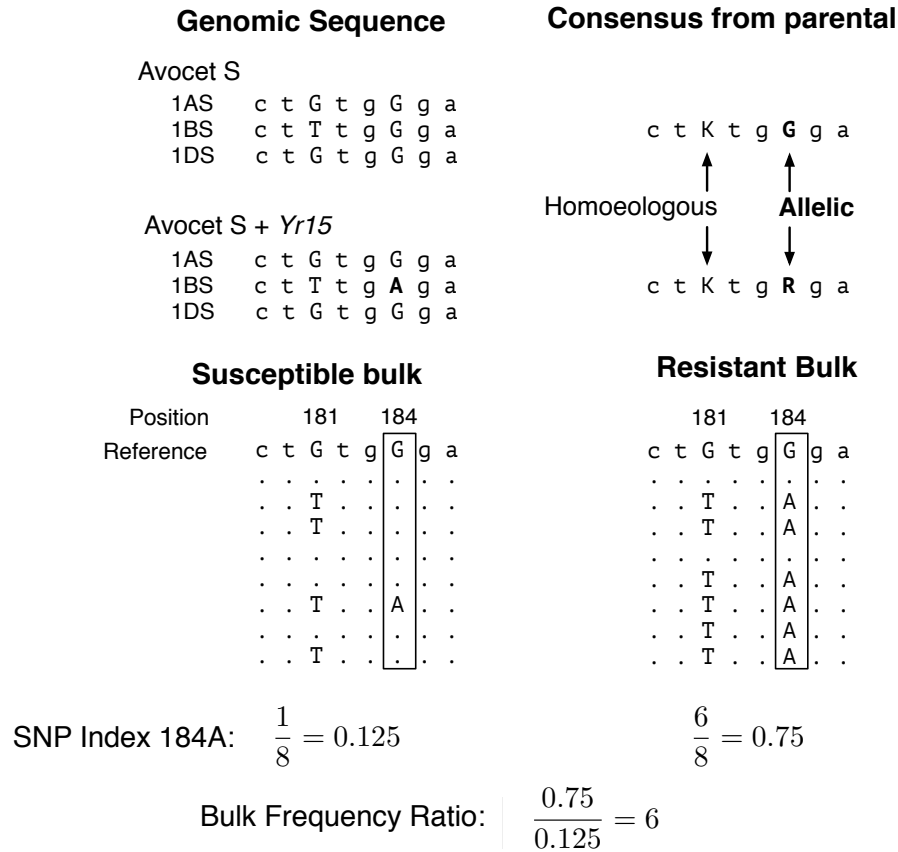 Genomic Sequence
Consensus from parental
Avocet S
1AS c t G t g G g a
1BS c t T t g G g a
1DS c t G t g G g a
c t K t g G g a
Homoeologous Allelic
c t K t g R g a
Avocet S + Yr15
1AS c t G t g G g a
1BS c t T t g A g a
1DS c t G t g G g a
Susceptible bulk
Position 181 184
Reference c t G t g G g a
. . . . . . . .
. . T . . . . .
. . T . . . . .
. . . . . . . .
. . . . . . . .
. . T . . A . .
. . . . . . . .
. . T . . . . .
Resistant Bulk
181 184
c t G t g G g a
. . . . . . . .
. . T . . A . .
. . T . . A . .
. . . . . . . .
. . T . . A . .
. . T . . A . .
. . T . . A . .
. . T . . A . .
SNP Index 184A: 1/8 = 0.125
6/8 = 0.75
Bulk Frequency Ratio: 0.75/0.125 = 6